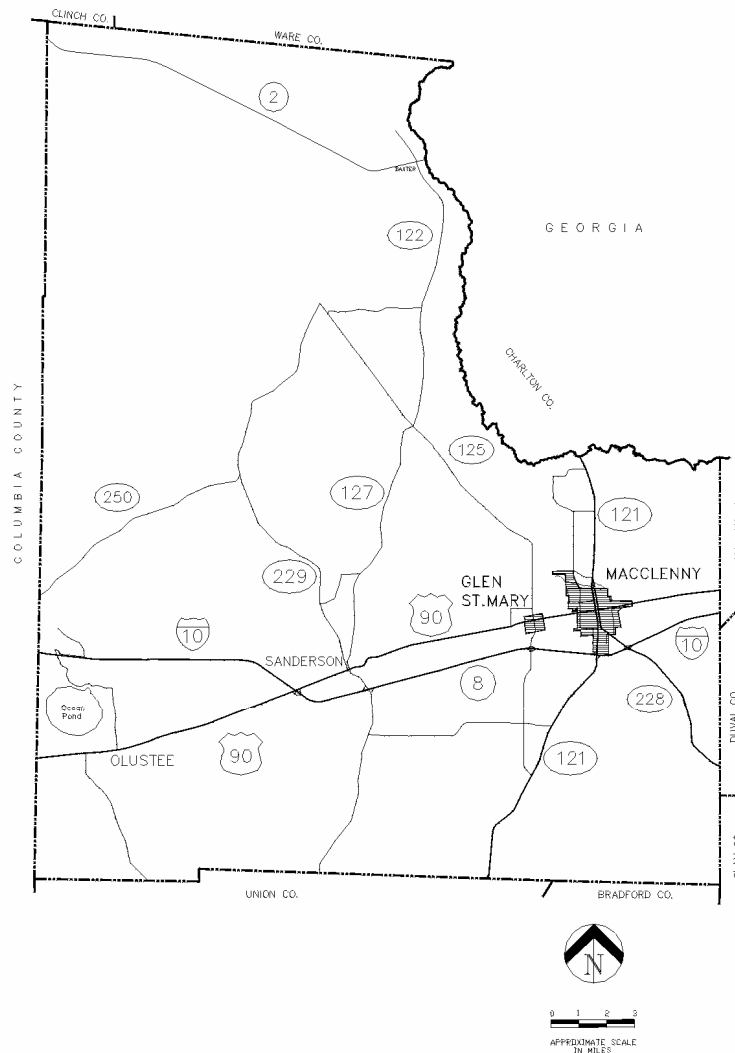 CLINCH CO.
WARE CO.
2
BAXTER
122
GEORGIA
CHARLTON CO.
COLUMBIA COUNTY
125
250
127
121
229
GLEN
ST.MARY
MACCLENNY
90
10
10
SANDERSON
8
228
Ocean
Pond
DUVAL CO.
OLUSTEE
90
121
UNION CO.
BRADFORD CO.
N
0 1 2 3
APPROXIMATE SCALE
IN MILES